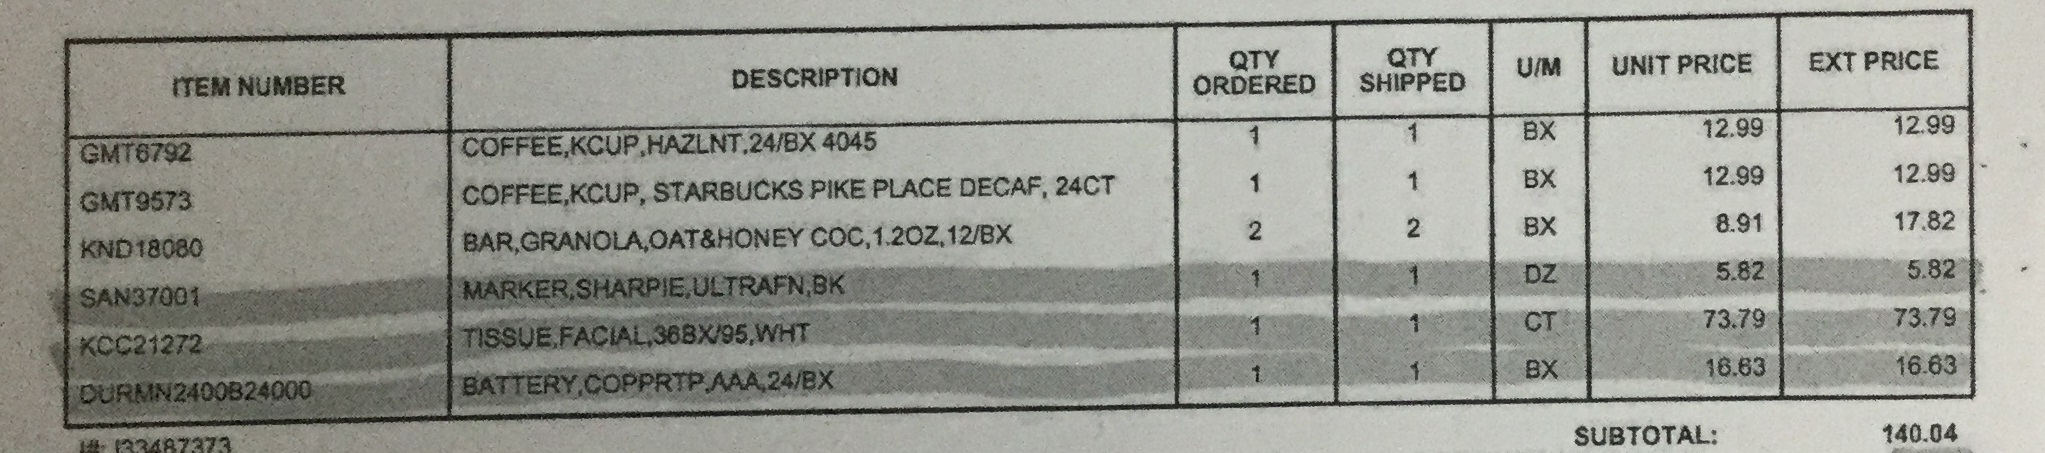 ITEM NUMBER DESCRIPTION QTY ORDERED QTY SHIPPED U/M UNIT PRICE EXT PRICE
GMT6792 COFFEE,KCUP,HAZLNT,24/BX 4045 1 1 BX 12.99 12.99
GMT9573 COFFEE,KCUP, STARBUCKS PIKE PLACE DECAF, 24CT 1 1 BX 12.99 12.99
KND18080 BAR,GRANOLA,OAT&HONEY COC,1.2OZ,12/BX 2 2 BX 8.91 17.82
SAN37001 MARKER,SHARPIE,ULTRAFN,BK 1 1 DZ 5.82 5.82
KCC21272 TISSUE,FACIAL,36BX/95,WHT 1 1 CT 73.79 73.79
DURMN2400B24000 BATTERY,COPPRTP,AAA,24/BX 1 1 BX 16.63 16.63
I#: I33487373 SUBTOTAL: 140.04